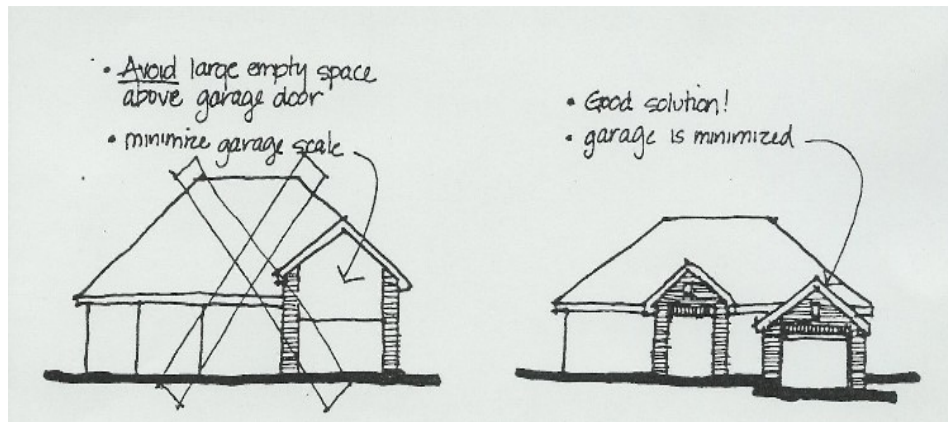 • Avoid large empty space
above garage door
• minimize garage scale
• Good solution!
• garage is minimized